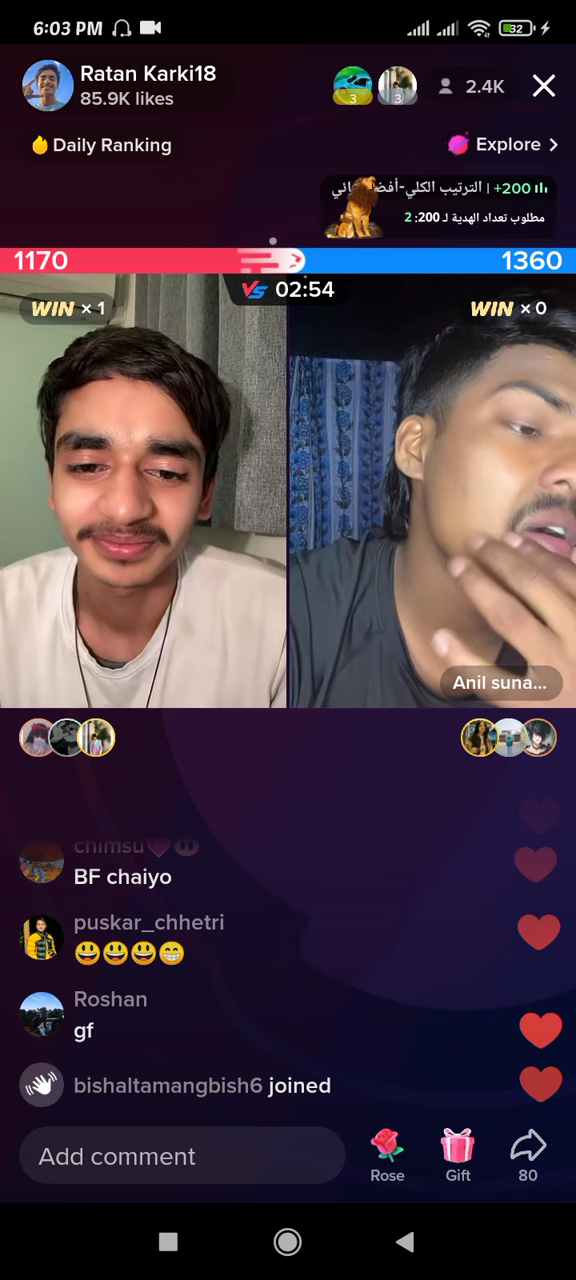 6:03 PM
32
Ratan Karki18
85.9K likes
3
3
2.4K
Daily Ranking
Explore
الترتيب الكلي | +200
مطلوب تعداد الهدية لـ 200: 2
1170
1360
VS 02:54
WIN × 1
WIN × 0
Anil suna...
chimsu
BF chaiyo
puskar_chhetri
😃😃😃😁
Roshan
gf
bishaltamangbish6 joined
Add comment
Rose
Gift
80